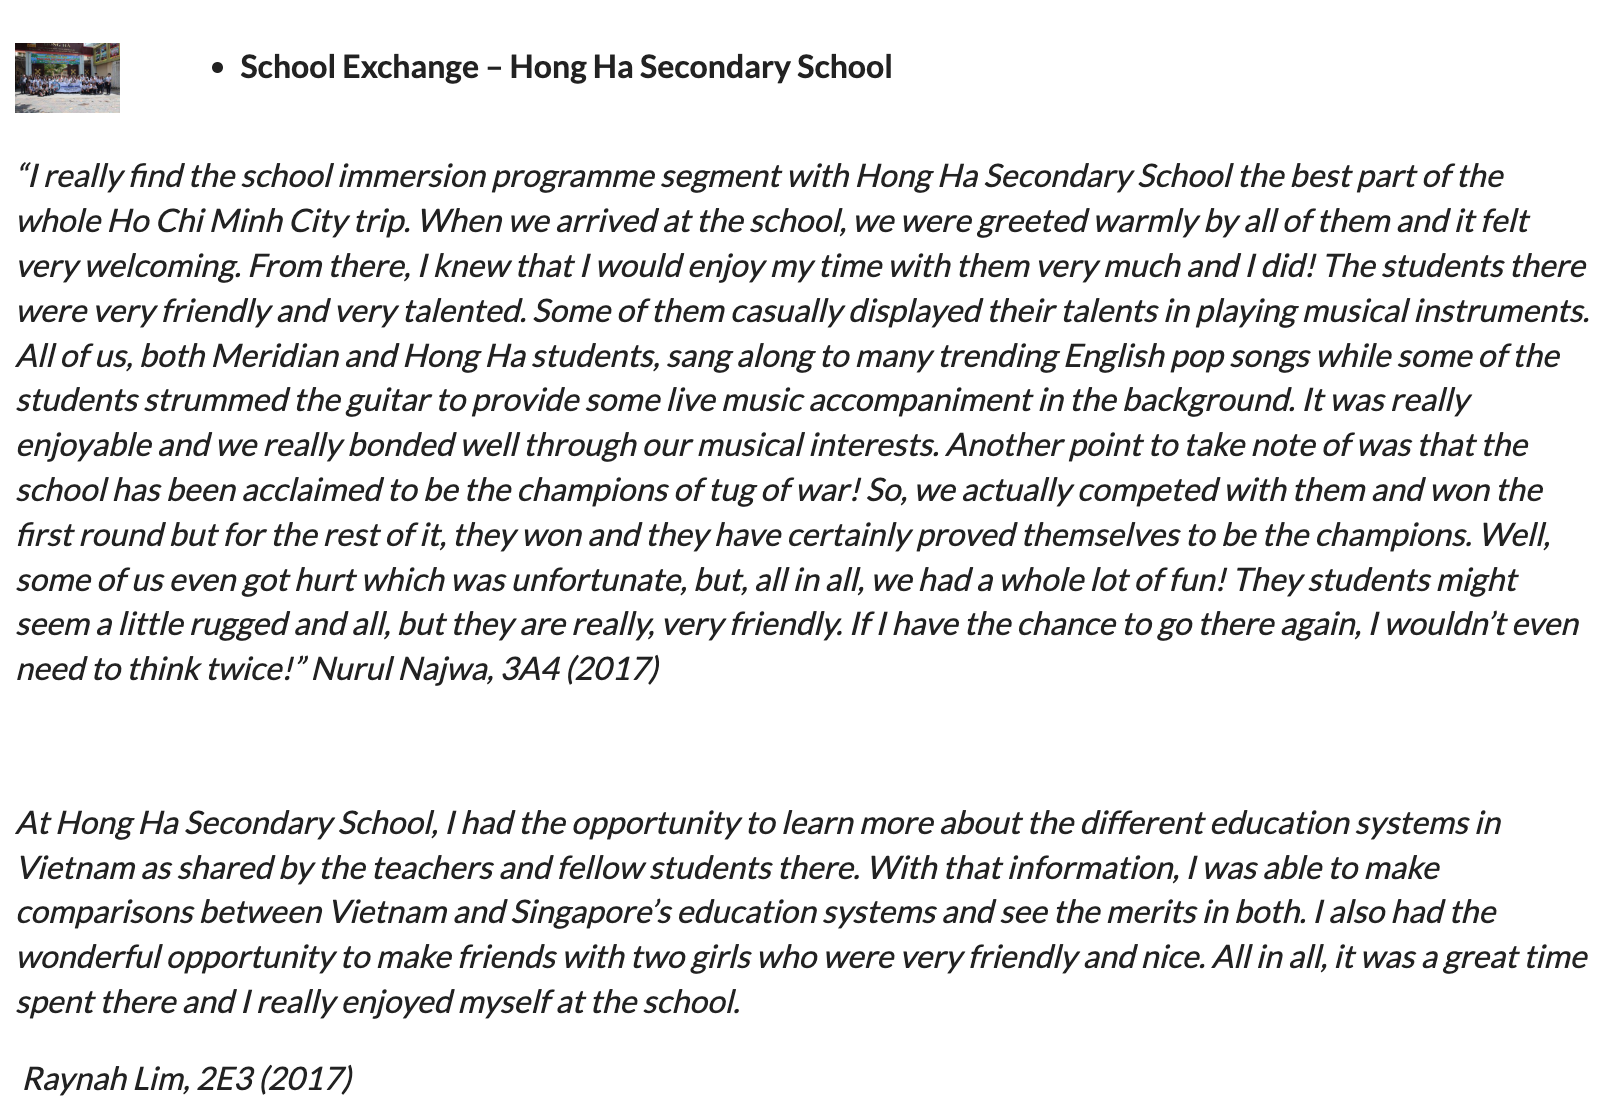 • School Exchange – Hong Ha Secondary School
“I really find the school immersion programme segment with Hong Ha Secondary School the best part of the
whole Ho Chi Minh City trip. When we arrived at the school, we were greeted warmly by all of them and it felt
very welcoming. From there, I knew that I would enjoy my time with them very much and I did! The students there
were very friendly and very talented. Some of them casually displayed their talents in playing musical instruments.
All of us, both Meridian and Hong Ha students, sang along to many trending English pop songs while some of the
students strummed the guitar to provide some live music accompaniment in the background. It was really
enjoyable and we really bonded well through our musical interests. Another point to take note of was that the
school has been acclaimed to be the champions of tug of war! So, we actually competed with them and won the
first round but for the rest of it, they won and they have certainly proved themselves to be the champions. Well,
some of us even got hurt which was unfortunate, but, all in all, we had a whole lot of fun! They students might
seem a little rugged and all, but they are really, very friendly. If I have the chance to go there again, I wouldn’t even
need to think twice!” Nurul Najwa, 3A4 (2017)
At Hong Ha Secondary School, I had the opportunity to learn more about the different education systems in
Vietnam as shared by the teachers and fellow students there. With that information, I was able to make
comparisons between Vietnam and Singapore’s education systems and see the merits in both. I also had the
wonderful opportunity to make friends with two girls who were very friendly and nice. All in all, it was a great time
spent there and I really enjoyed myself at the school.
Raynah Lim, 2E3 (2017)